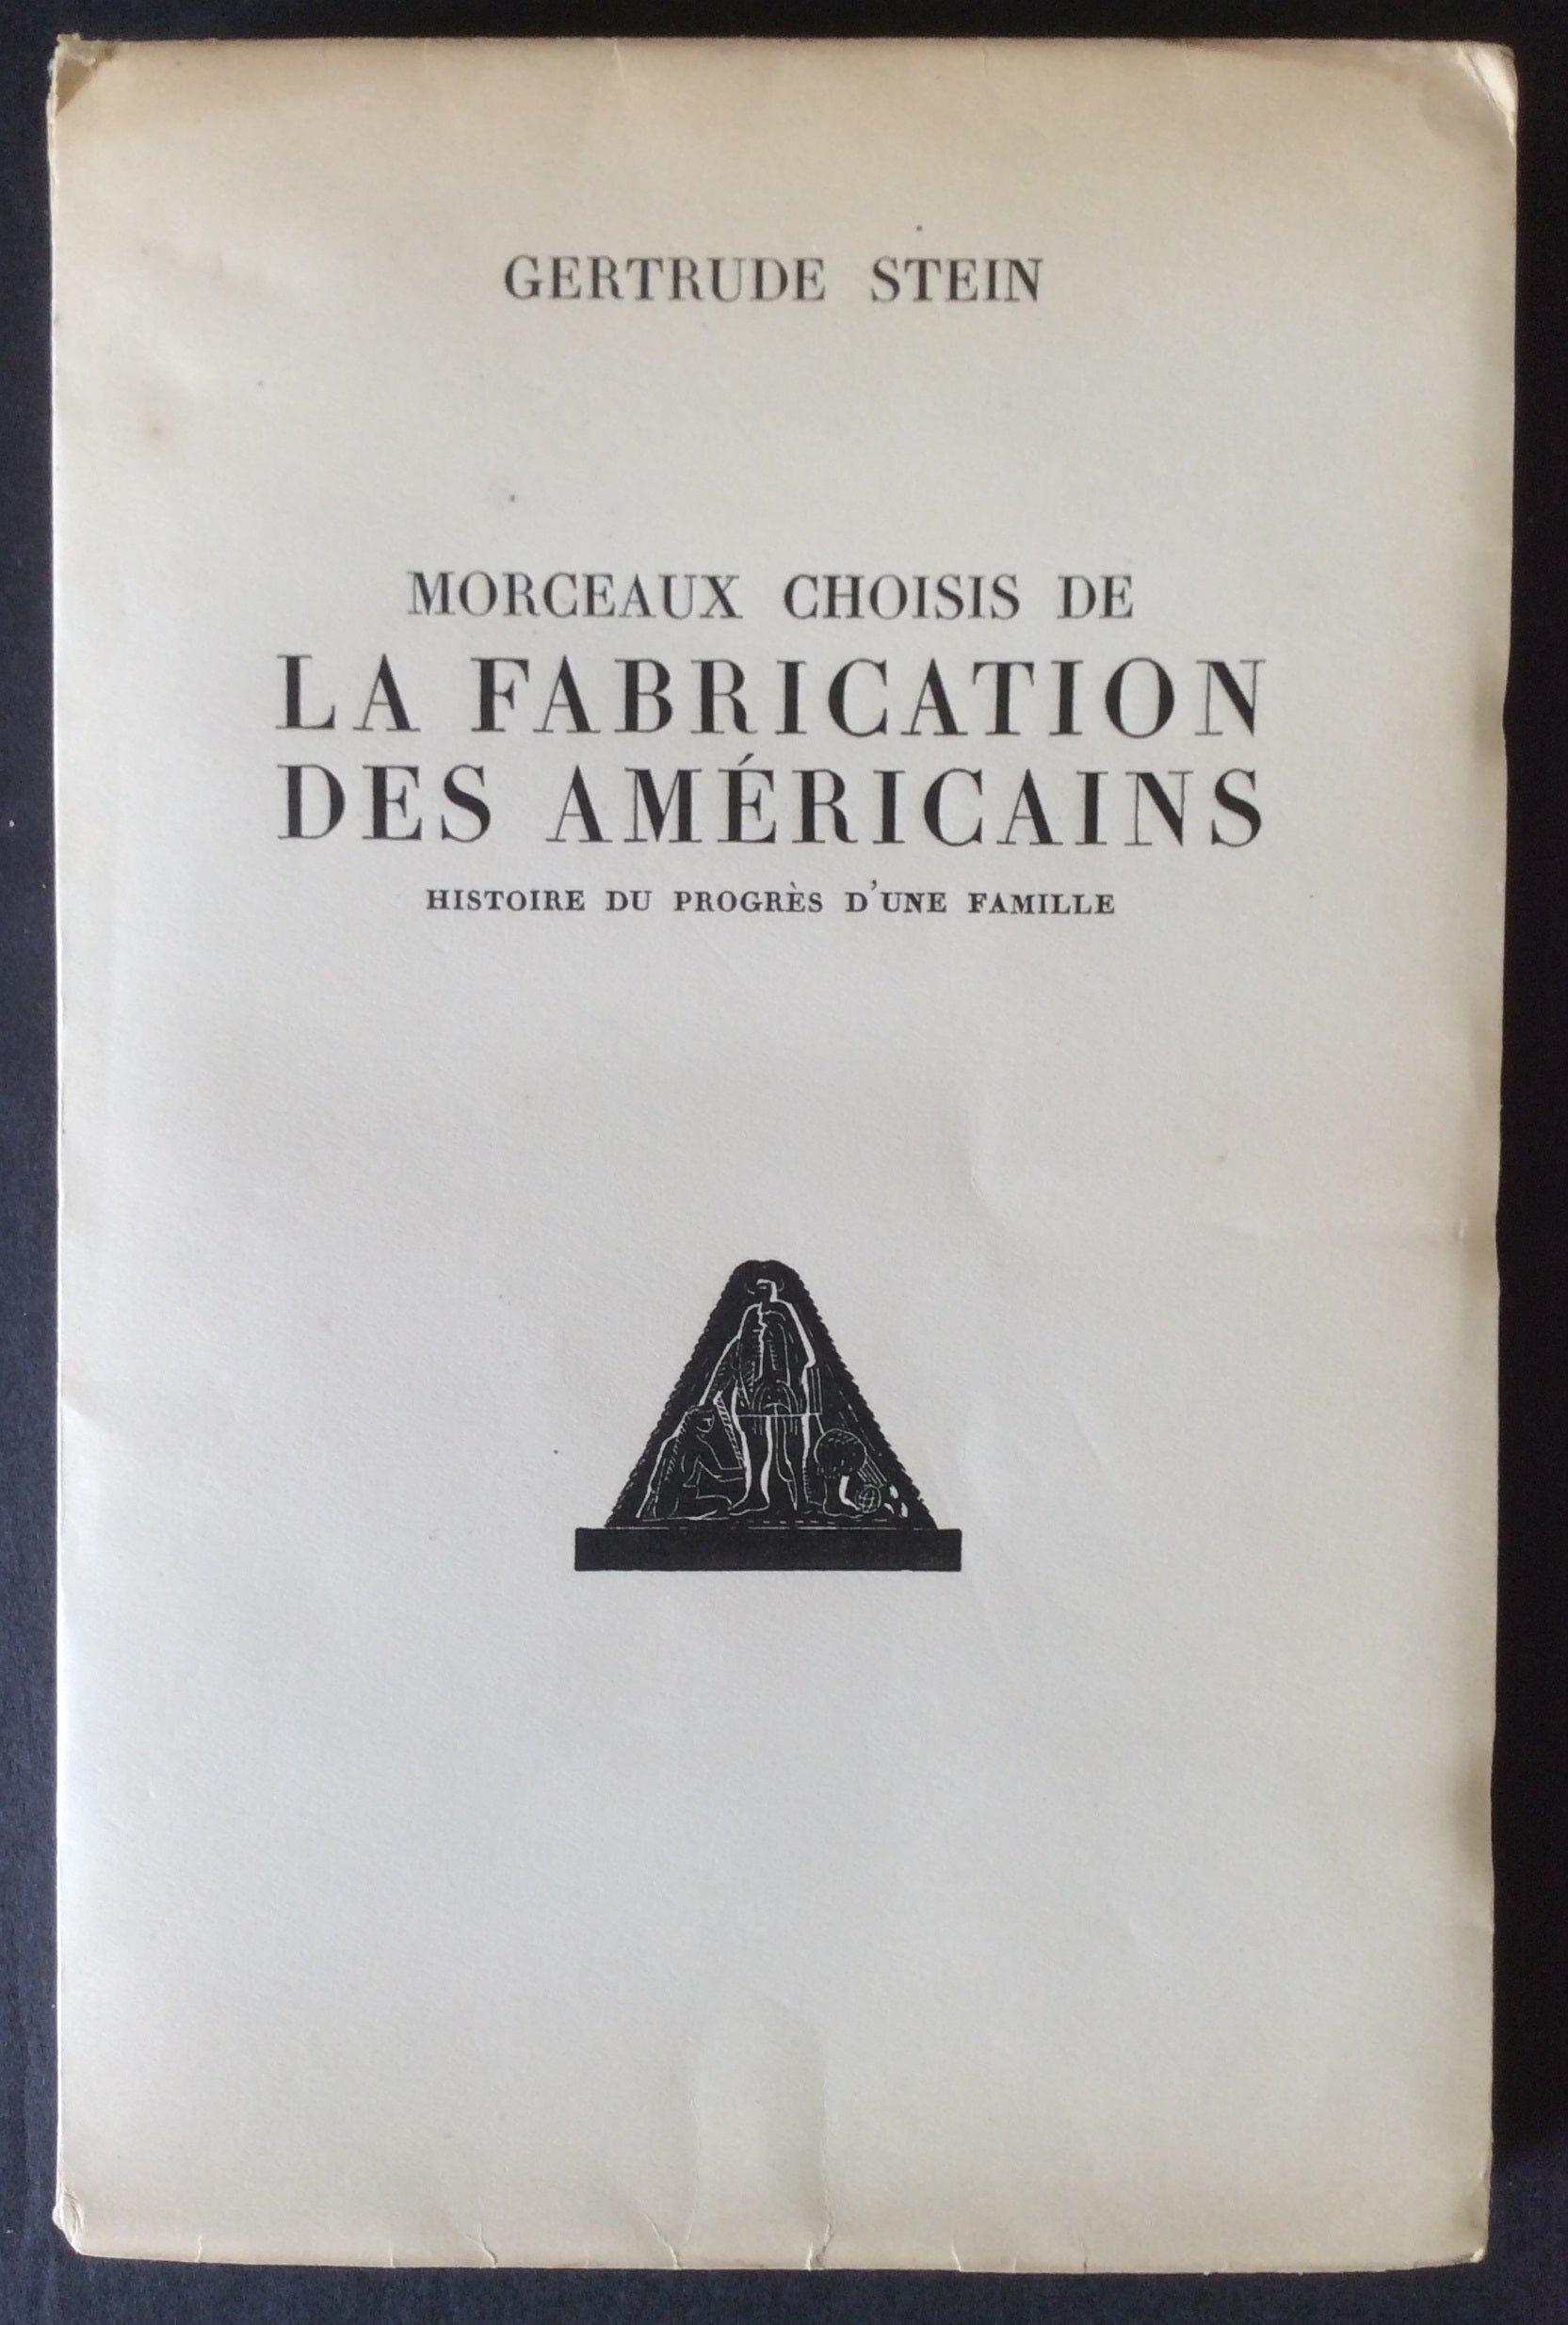 GERTRUDE STEIN
MORCEAUX CHOISIS DE
LA FABRICATION
DES AMÉRICAINS
HISTOIRE DU PROGRÈS D'UNE FAMILLE